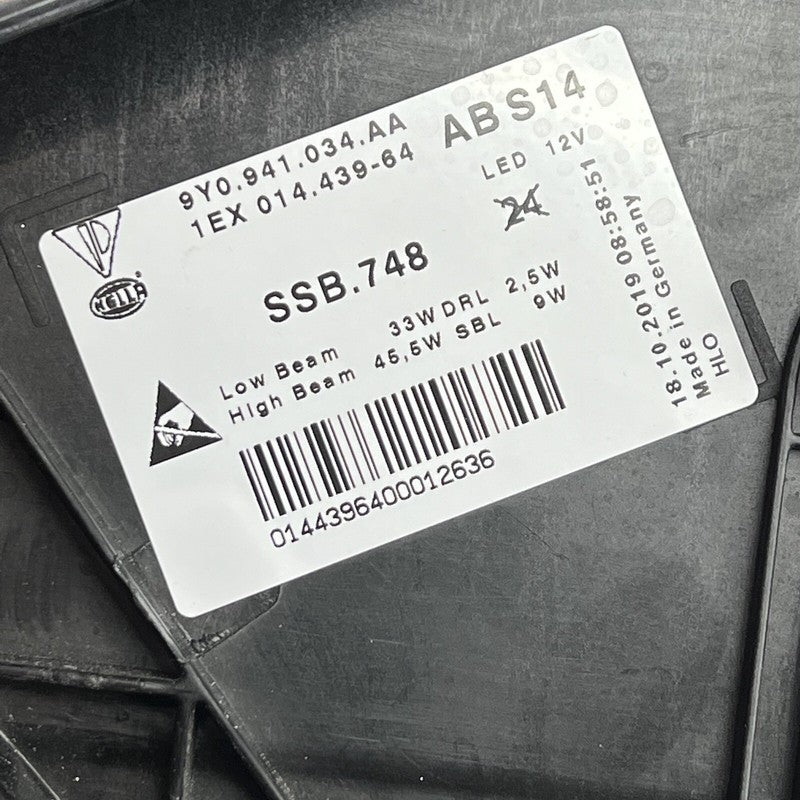 9Y0.941.034.AA
1EX 014.439-64
ABS14
LED 12V
24
HELLA
SSB.748
Low Beam 33W DRL 2,5W
High Beam 45,5W SBL 9W
0144396400012636
18.10.2019 08:58:51
Made in Germany
HLO